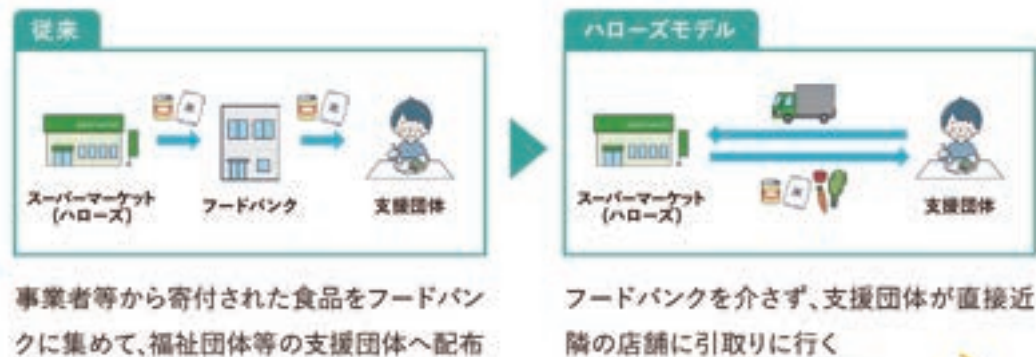 従来
スーパーマーケット
(ハローズ)
フードバンク
支援団体
事業者等から寄付された食品をフードバン
クに集めて、福祉団体等の支援団体へ配布
ハローズモデル
スーパーマーケット
(ハローズ)
支援団体
フードバンクを介さず、支援団体が直接近
隣の店舗に引取りに行く